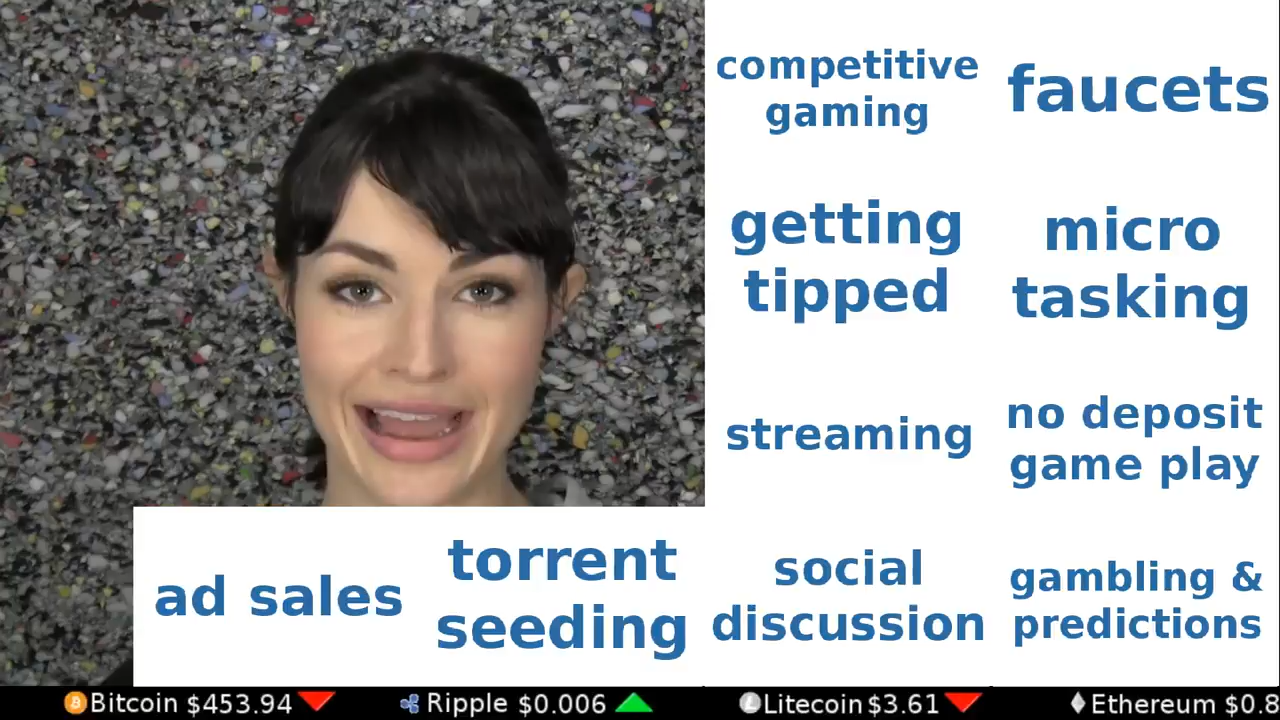 competitive
gaming
faucets
getting
tipped
micro
tasking
streaming
no deposit
game play
ad sales
torrent
seeding
social
discussion
gambling &
predictions
Bitcoin $453.94 Ripple $0.006 Litecoin $3.61 Ethereum $0.8